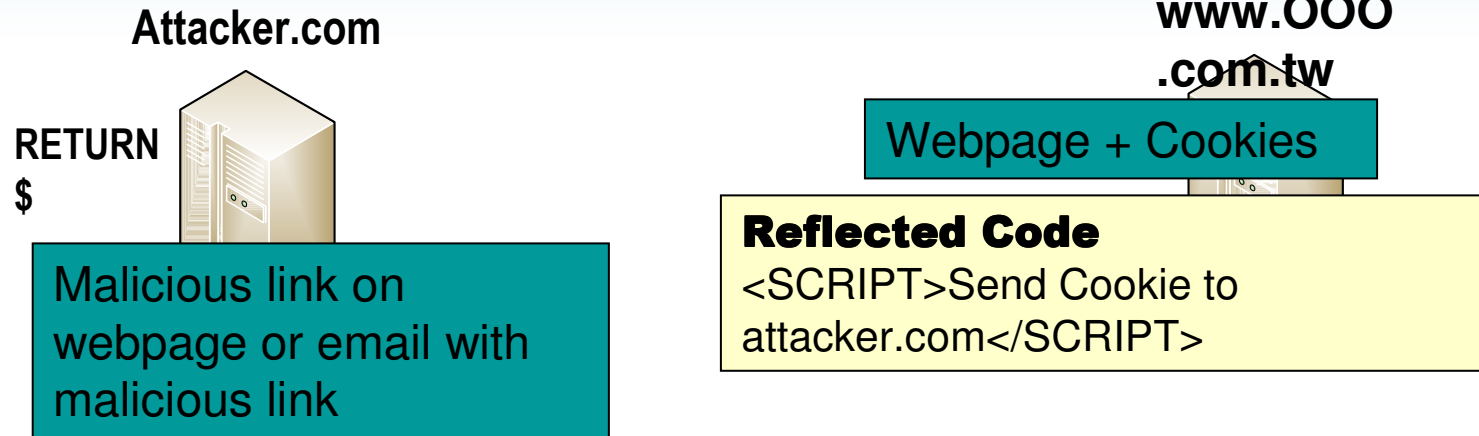 Attacker.com
RETURN
$
Malicious link on
webpage or email with
malicious link
www.OOO
.com.tw
Webpage + Cookies
Reflected Code
<SCRIPT>Send Cookie to
attacker.com</SCRIPT>